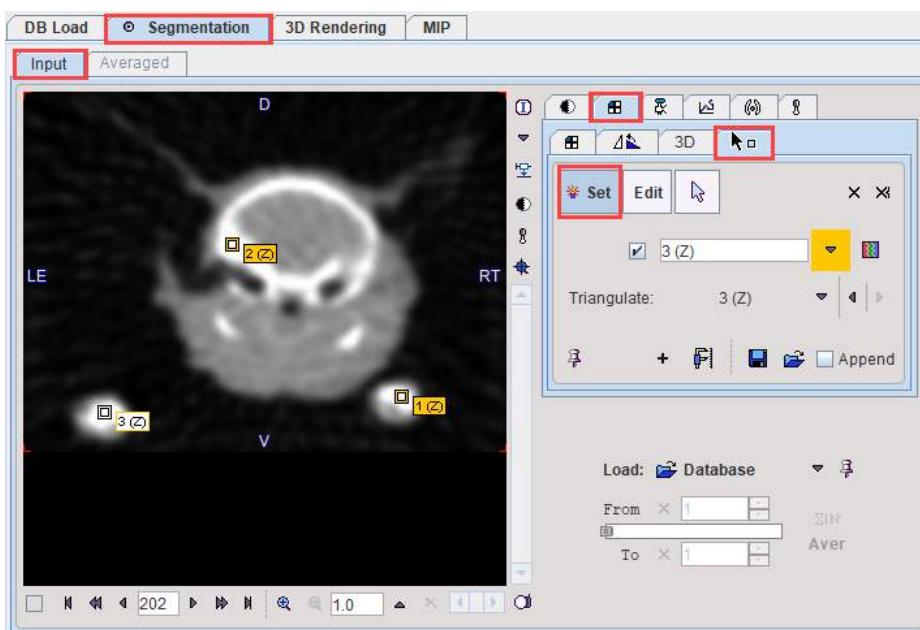 DB Load Segmentation 3D Rendering MIP
Input Averaged
D
LE
RT
V
2 (Z)
1 (Z)
3 (Z)
3D
Set Edit
3 (Z)
Triangulate: 3 (Z)
Append
Load: Database
From 1
To 1
Aver
202 1.0